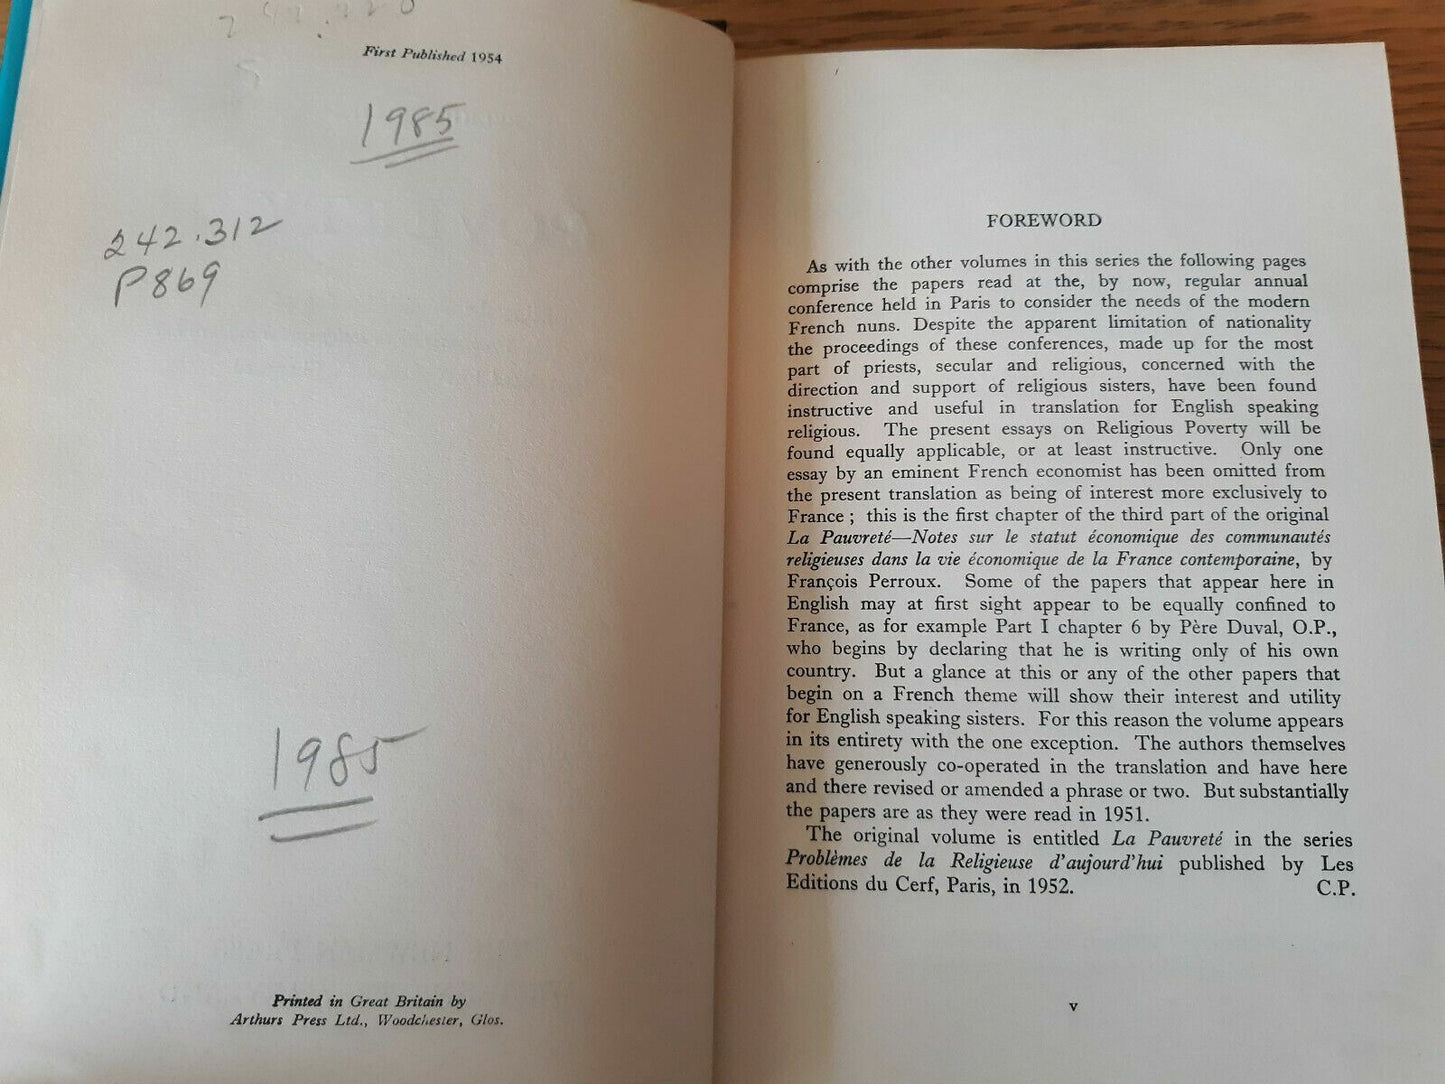 First Published 1954
1985
242.312
P869
1985
Printed in Great Britain by
Arthurs Press Ltd., Woodchester, Glos.
FOREWORD
As with the other volumes in this series the following pages
comprise the papers read at the, by now, regular annual
conference held in Paris to consider the needs of the modern
French nuns. Despite the apparent limitation of nationality
the proceedings of these conferences, made up for the most
part of priests, secular and religious, concerned with the
direction and support of religious sisters, have been found
instructive and useful in translation for English speaking
religious. The present essays on Religious Poverty will be
found equally applicable, or at least instructive. Only one
essay by an eminent French economist has been omitted from
the present translation as being of interest more exclusively to
France ; this is the first chapter of the third part of the original
La Pauvreté—Notes sur le statut économique des communautés
religieuses dans la vie économique de la France contemporaine, by
François Perroux. Some of the papers that appear here in
English may at first sight appear to be equally confined to
France, as for example Part I chapter 6 by Père Duval, O.P.,
who begins by declaring that he is writing only of his own
country. But a glance at this or any of the other papers that
begin on a French theme will show their interest and utility
for English speaking sisters. For this reason the volume appears
in its entirety with the one exception. The authors themselves
have generously co-operated in the translation and have here
and there revised or amended a phrase or two. But substantially
the papers are as they were read in 1951.
The original volume is entitled La Pauvreté in the series
Problèmes de la Religieuse d'aujourd'hui published by Les
Editions du Cerf, Paris, in 1952. C.P.
v